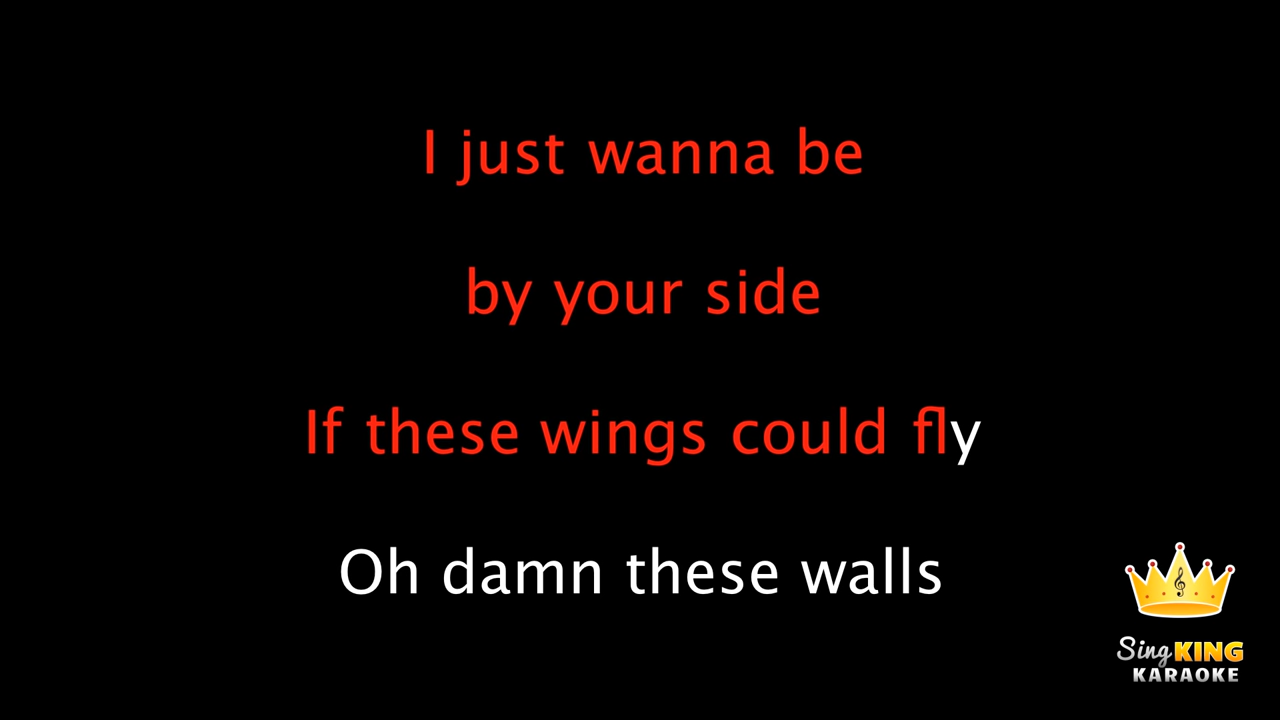 I just wanna be
by your side
If these wings could fly
Oh damn these walls
Sing KING
KARAOKE